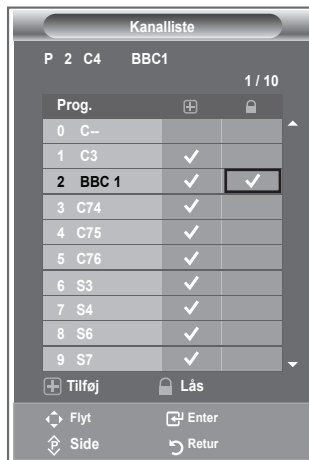 Kanalliste
P 2 C4 BBC1
1 / 10
Prog.
0 C--
1 C3
2 BBC 1
3 C74
4 C75
5 C76
6 S3
7 S4
8 S6
9 S7
Tilføj Lås
Flyt Enter
Side Retur